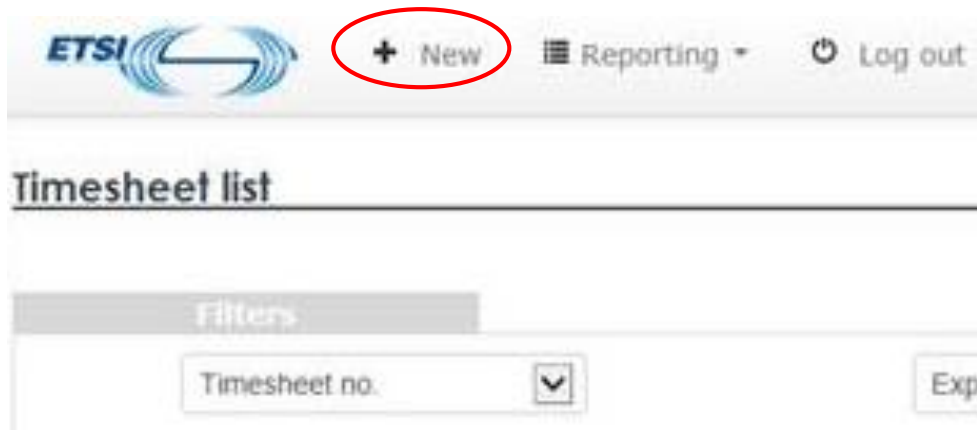 ETSI + New Reporting Log out
Timesheet list
Filters
Timesheet no. Exp